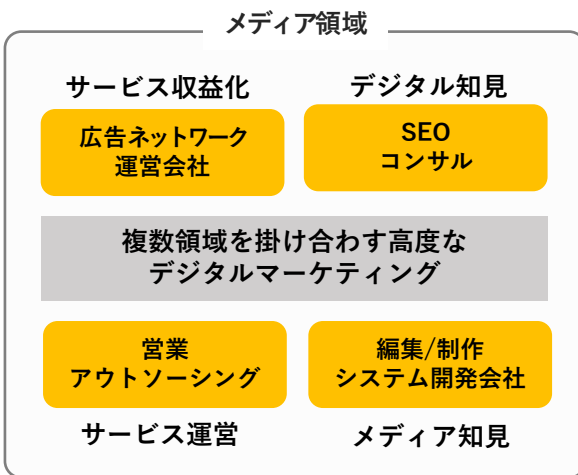 メディア領域
サービス収益化
デジタル知見
広告ネットワーク
運営会社
SEO
コンサル
複数領域を掛け合わす高度な
デジタルマーケティング
営業
アウトソーシング
編集/制作
システム開発会社
サービス運営
メディア知見